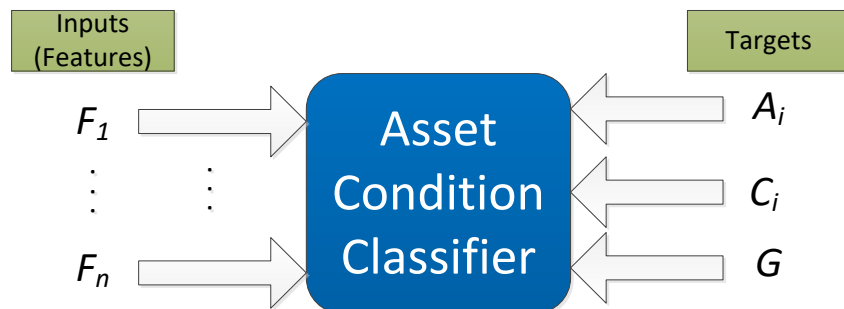 Inputs
(Features)
Targets
F₁
Asset
Condition
Classifier
Aᵢ
Cᵢ
Fₙ
G